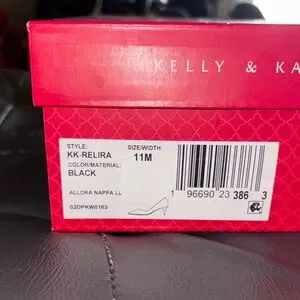 KELLY & KA
STYLE:
SIZE/WIDTH
KK-RELIRA
11M
COLOR/MATERIAL:
BLACK
ALLORA NAPPA LL
02DPKW0163
1 96690 23 386 3